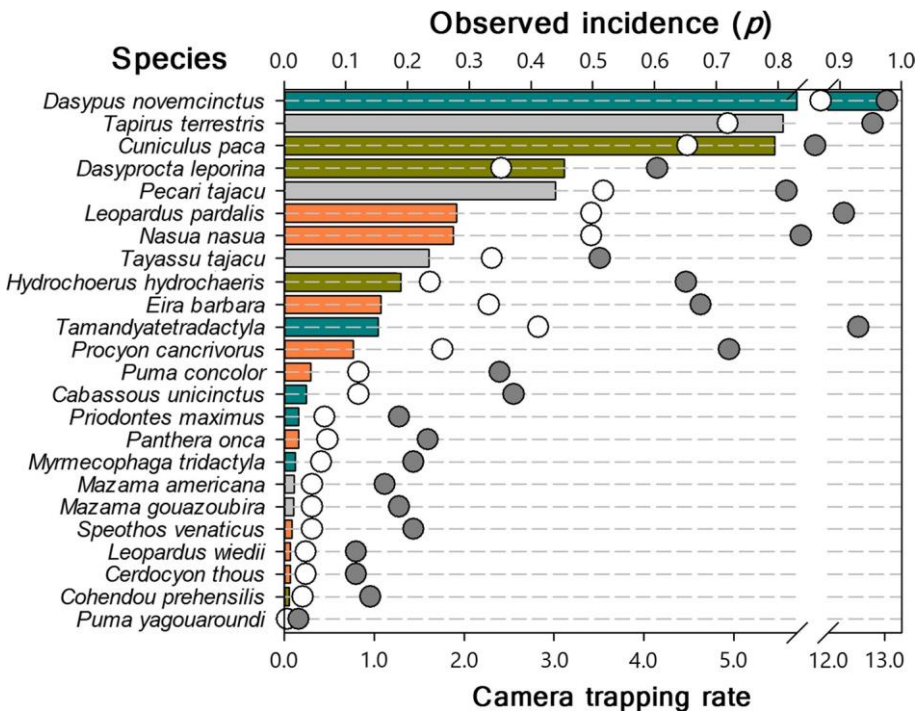 Observed incidence (p)
Species
0.0 0.1 0.2 0.3 0.4 0.5 0.6 0.7 0.8 0.9 1.0
Dasypus novemcinctus
Tapirus terrestris
Cuniculus paca
Dasyprocta leporina
Pecari tajacu
Leopardus pardalis
Nasua nasua
Tayassu tajacu
Hydrochoerus hydrochaeris
Eira barbara
Tamandyatetradactyla
Procyon cancrivorus
Puma concolor
Cabassous unicinctus
Priodontes maximus
Panthera onca
Myrmecophaga tridactyla
Mazama americana
Mazama gouazoubira
Speothos venaticus
Leopardus wiedii
Cerdocyon thous
Cohendou prehensilis
Puma yagouaroundi
0.0 1.0 2.0 3.0 4.0 5.0 12.0 13.0
Camera trapping rate